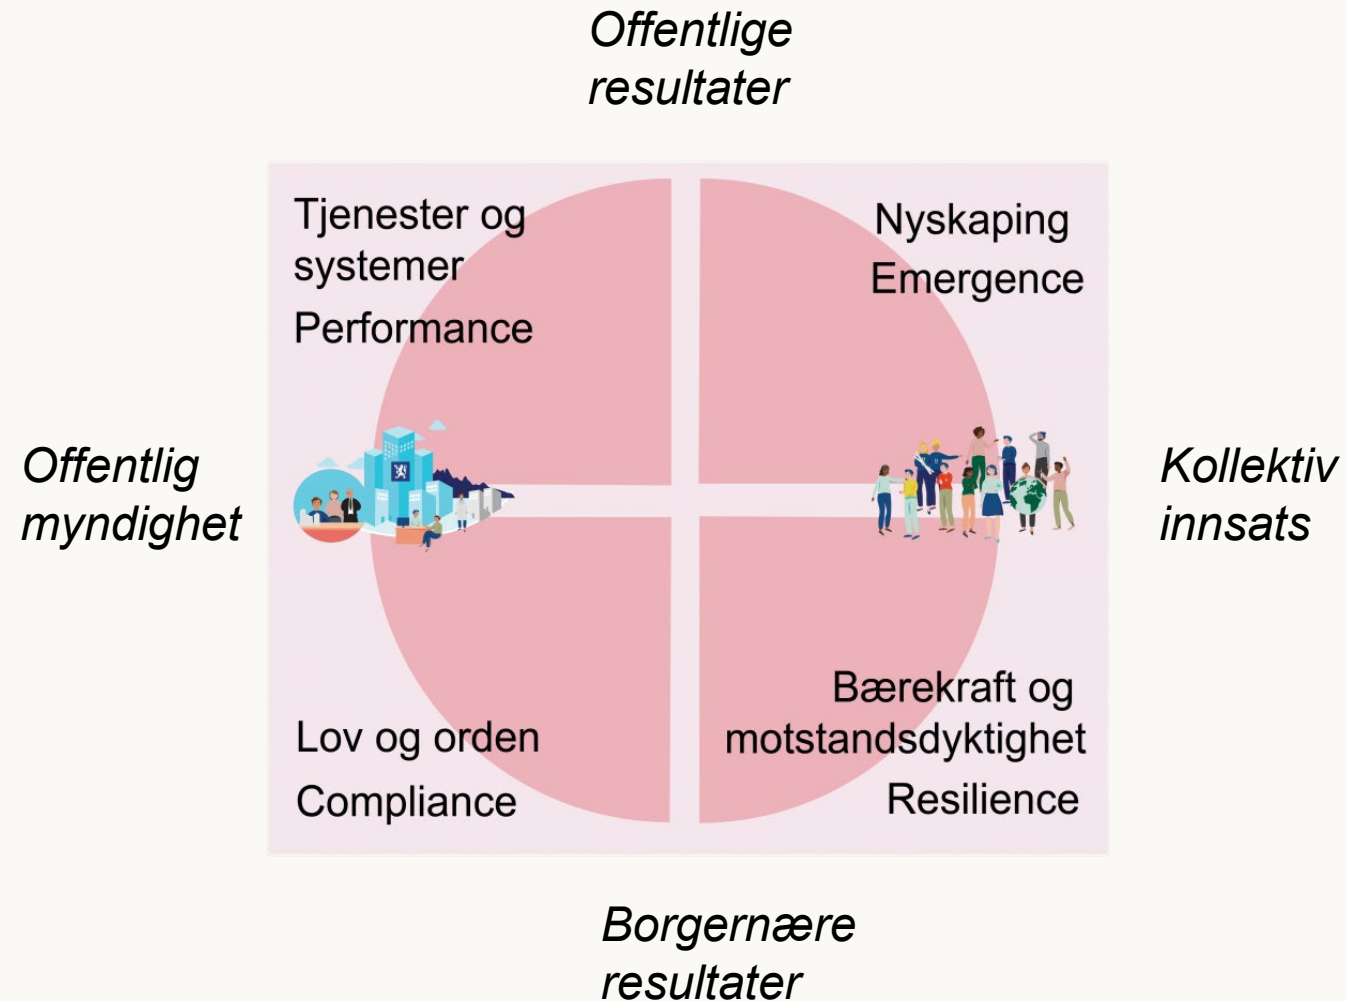 Offentlige
resultater
Tjenester og
systemer
Performance
Nyskaping
Emergence
Offentlig
myndighet
Kollektiv
innsats
Lov og orden
Compliance
Bærekraft og
motstandsdyktighet
Resilience
Borgernære
resultater